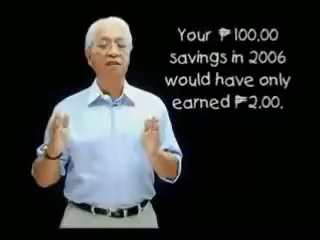 Your ₱100.00
savings in 2006
would have only
earned ₱2.00.